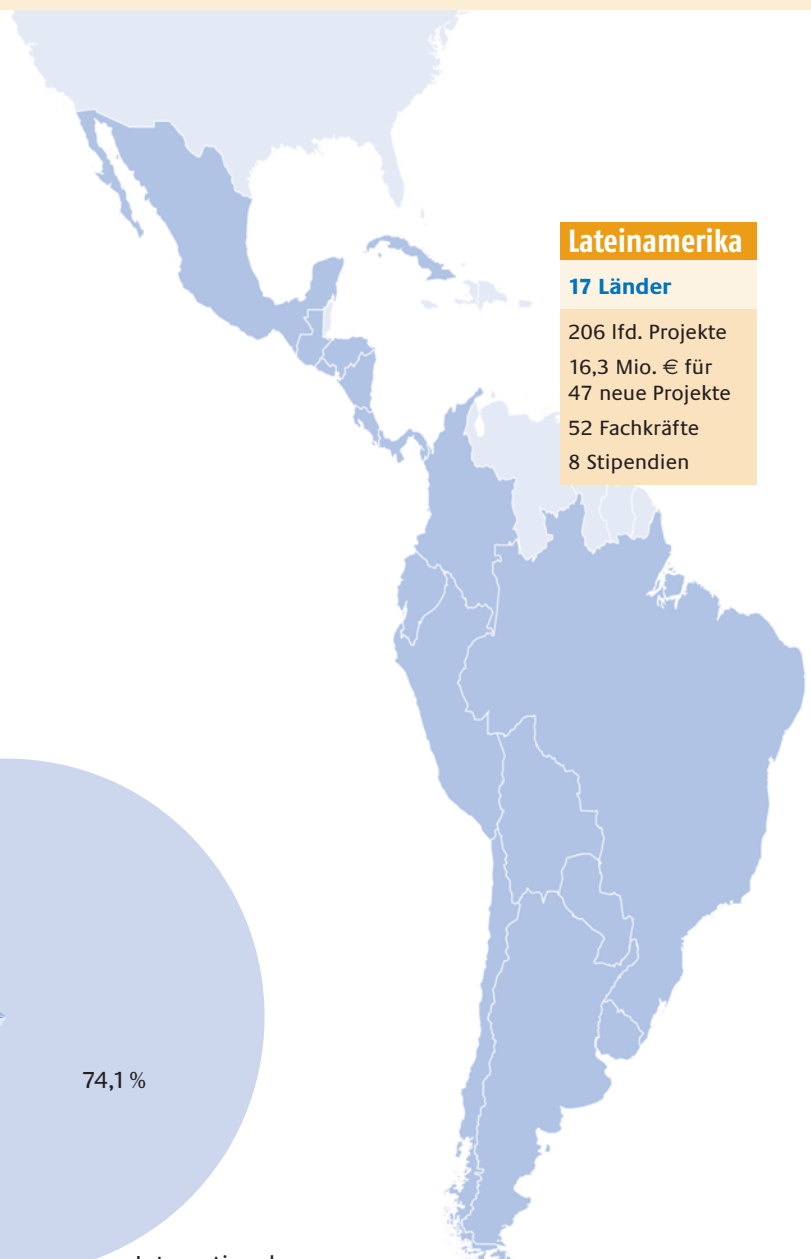 Lateinamerika
17 Länder
206 lfd. Projekte
16,3 Mio. € für
47 neue Projekte
52 Fachkräfte
8 Stipendien
74,1 %